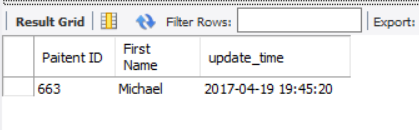 Result Grid Filter Rows: Export:
Paitent ID First Name update_time
663 Michael 2017-04-19 19:45:20